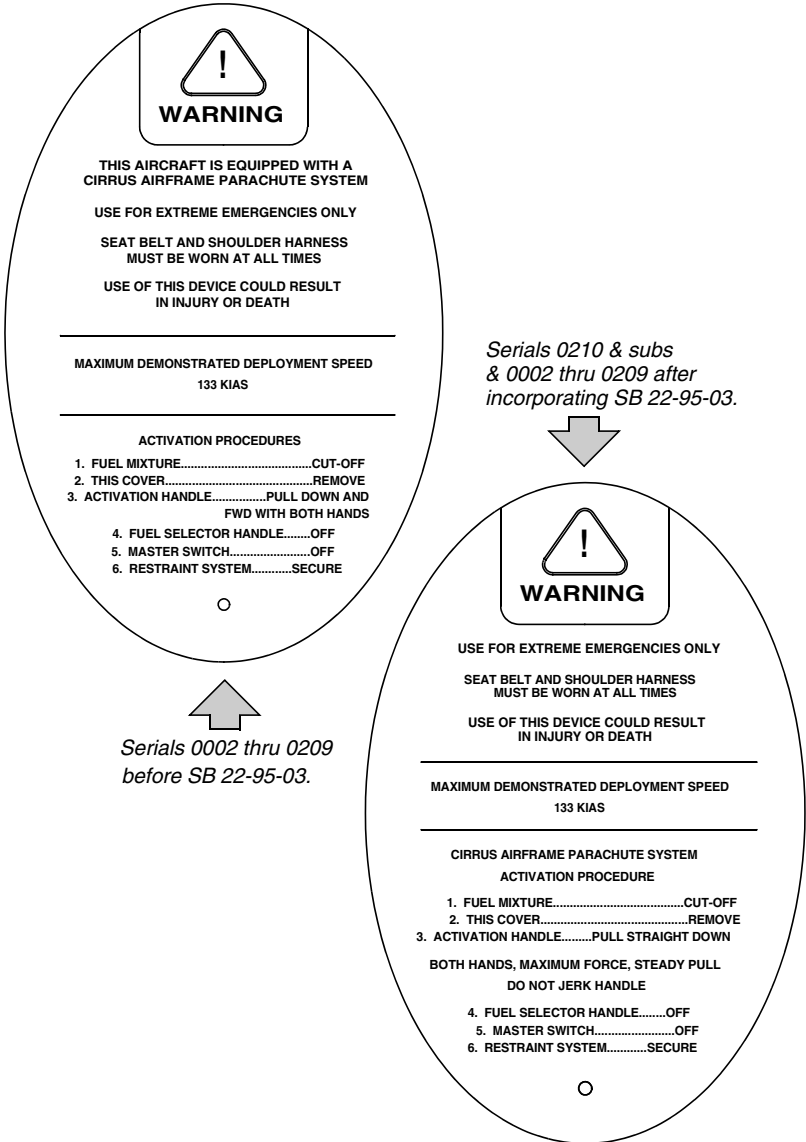 !
WARNING
THIS AIRCRAFT IS EQUIPPED WITH A
CIRRUS AIRFRAME PARACHUTE SYSTEM
USE FOR EXTREME EMERGENCIES ONLY
SEAT BELT AND SHOULDER HARNESS
MUST BE WORN AT ALL TIMES
USE OF THIS DEVICE COULD RESULT
IN INJURY OR DEATH
MAXIMUM DEMONSTRATED DEPLOYMENT SPEED
133 KIAS
ACTIVATION PROCEDURES
1. FUEL MIXTURE.......................................CUT-OFF
2. THIS COVER............................................REMOVE
3. ACTIVATION HANDLE................PULL DOWN AND
FWD WITH BOTH HANDS
4. FUEL SELECTOR HANDLE........OFF
5. MASTER SWITCH........................OFF
6. RESTRAINT SYSTEM............SECURE
Serials 0002 thru 0209
before SB 22-95-03.
Serials 0210 & subs
& 0002 thru 0209 after
incorporating SB 22-95-03.
!
WARNING
USE FOR EXTREME EMERGENCIES ONLY
SEAT BELT AND SHOULDER HARNESS
MUST BE WORN AT ALL TIMES
USE OF THIS DEVICE COULD RESULT
IN INJURY OR DEATH
MAXIMUM DEMONSTRATED DEPLOYMENT SPEED
133 KIAS
CIRRUS AIRFRAME PARACHUTE SYSTEM
ACTIVATION PROCEDURE
1. FUEL MIXTURE.......................................CUT-OFF
2. THIS COVER............................................REMOVE
3. ACTIVATION HANDLE.........PULL STRAIGHT DOWN
BOTH HANDS, MAXIMUM FORCE, STEADY PULL
DO NOT JERK HANDLE
4. FUEL SELECTOR HANDLE........OFF
5. MASTER SWITCH........................OFF
6. RESTRAINT SYSTEM............SECURE